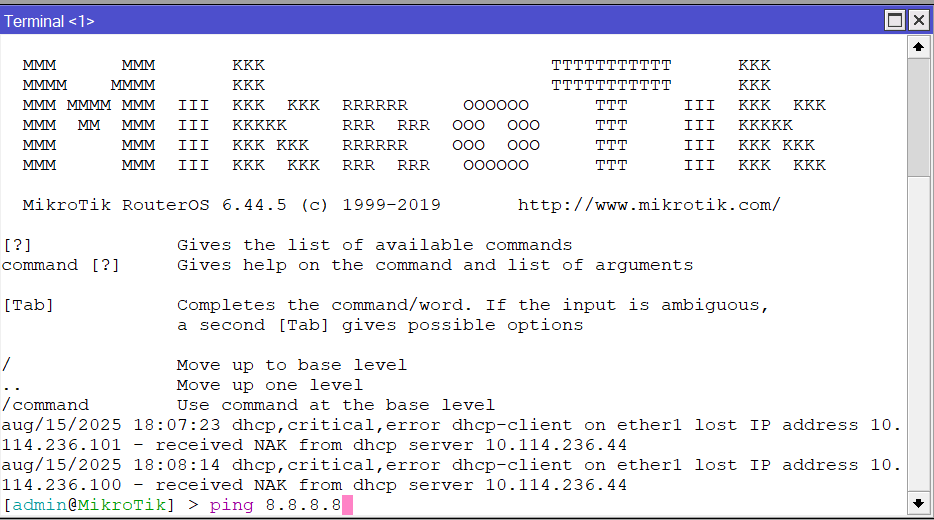 Terminal <1>
MMM      MMM       KKK                          TTTTTTTTTTT      KKK
MMMM    MMMM       KKK                          TTTTTTTTTTT      KKK
MMM MMMM MMM  III  KKK  KKK  RRRRRR     OOOOOO      TTT     III  KKK  KKK
MMM  MM  MMM  III  KKKKK     RRR  RRR  OOO  OOO     TTT     III  KKKKK
MMM      MMM  III  KKK KKK   RRRRRR    OOO  OOO     TTT     III  KKK KKK
MMM      MMM  III  KKK  KKK  RRR  RRR   OOOOOO      TTT     III  KKK  KKK
MikroTik RouterOS 6.44.5 (c) 1999-2019       http://www.mikrotik.com/
[?]             Gives the list of available commands
command [?]     Gives help on the command and list of arguments
[Tab]           Completes the command/word. If the input is ambiguous,
a second [Tab] gives possible options
/               Move up to base level
..              Move up one level
/command        Use command at the base level
aug/15/2025 18:07:23 dhcp,critical,error dhcp-client on ether1 lost IP address 10.
114.236.101 - received NAK from dhcp server 10.114.236.44
aug/15/2025 18:08:14 dhcp,critical,error dhcp-client on ether1 lost IP address 10.
114.236.100 - received NAK from dhcp server 10.114.236.44
[admin@MikroTik] > ping 8.8.8.8